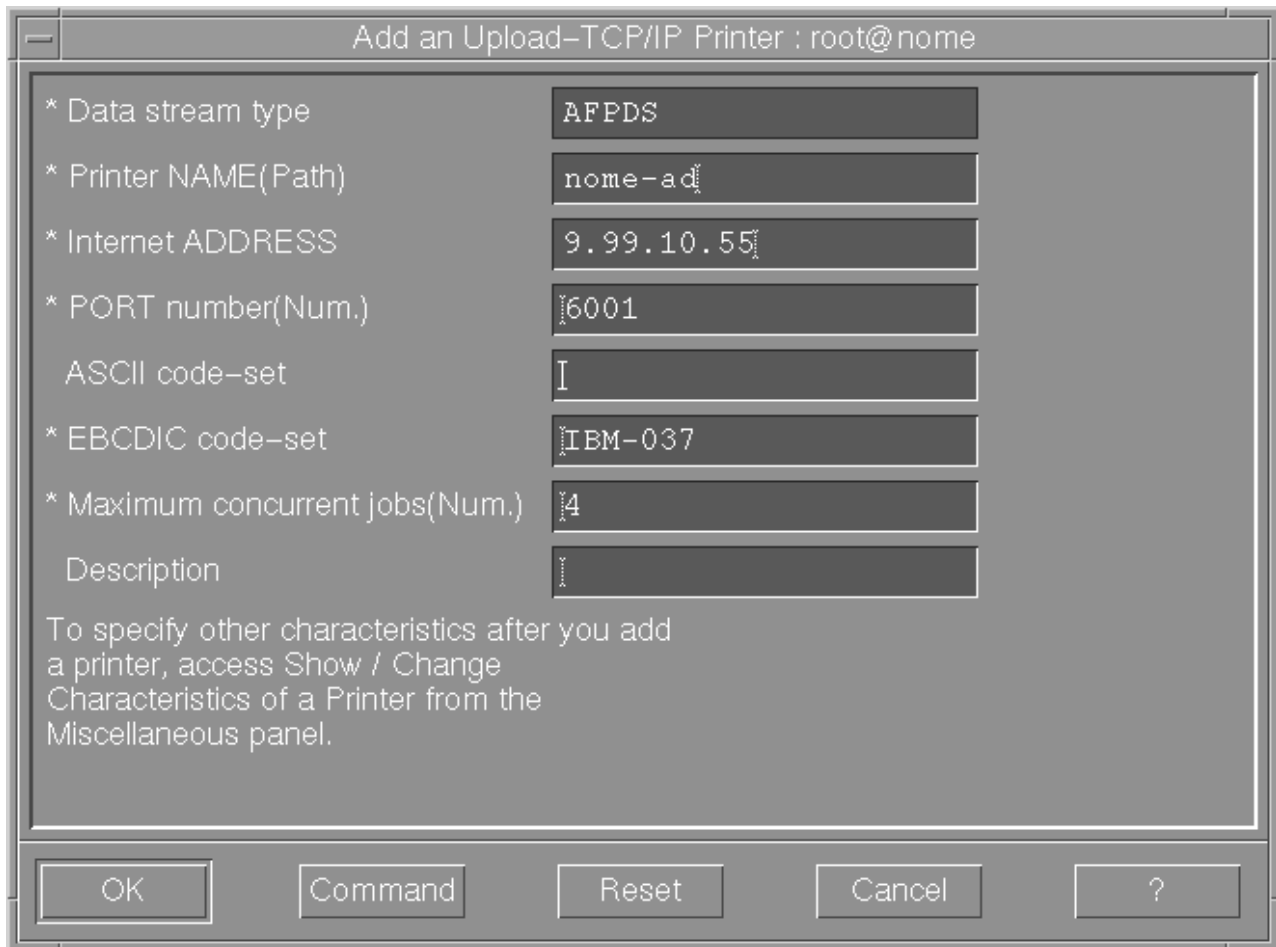 Add an Upload–TCP/IP Printer : root@nome
* Data stream type AFPDS
* Printer NAME(Path) nome-ad
* Internet ADDRESS 9.99.10.55
* PORT number(Num.) 6001
ASCII code–set
* EBCDIC code–set IBM-037
* Maximum concurrent jobs(Num.) 4
Description
To specify other characteristics after you add
a printer, access Show / Change
Characteristics of a Printer from the
Miscellaneous panel.
OK Command Reset Cancel ?